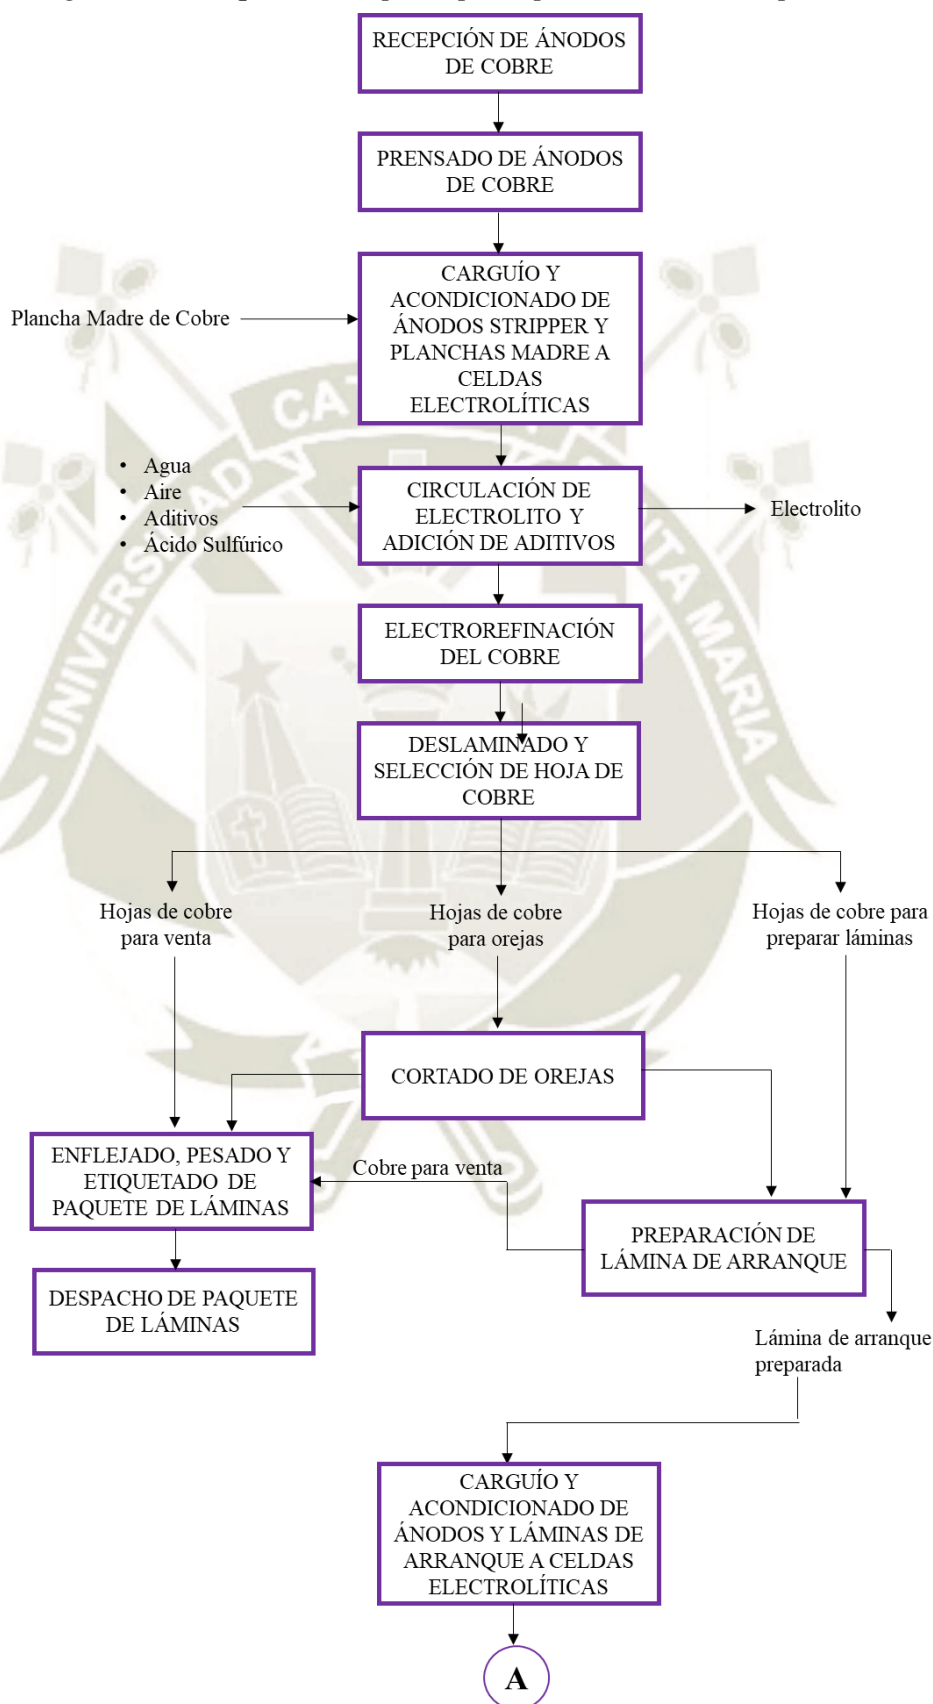 RECEPCIÓN DE ÁNODOS
DE COBRE
PRENSADO DE ÁNODOS
DE COBRE
Plancha Madre de Cobre
CARGUÍO Y
ACONDICIONADO DE
ÁNODOS STRIPPER Y
PLANCHAS MADRE A
CELDAS
ELECTROLÍTICAS
• Agua
• Aire
• Aditivos
• Ácido Sulfúrico
CIRCULACIÓN DE
ELECTROLITO Y
ADICIÓN DE ADITIVOS
Electrolito
ELECTROREFINACIÓN
DEL COBRE
DESLAMINADO Y
SELECCIÓN DE HOJA DE
COBRE
Hojas de cobre
para venta
Hojas de cobre
para orejas
Hojas de cobre para
preparar láminas
CORTADO DE OREJAS
ENFLEJADO, PESADO Y
ETIQUETADO DE
PAQUETE DE LÁMINAS
Cobre para venta
PREPARACIÓN DE
LÁMINA DE ARRANQUE
DESPACHO DE PAQUETE
DE LÁMINAS
Lámina de arranque
preparada
CARGUÍO Y
ACONDICIONADO DE
ÁNODOS Y LÁMINAS DE
ARRANQUE A CELDAS
ELECTROLÍTICAS
A
UNIVERSIDAD
CAT
TA MARIA